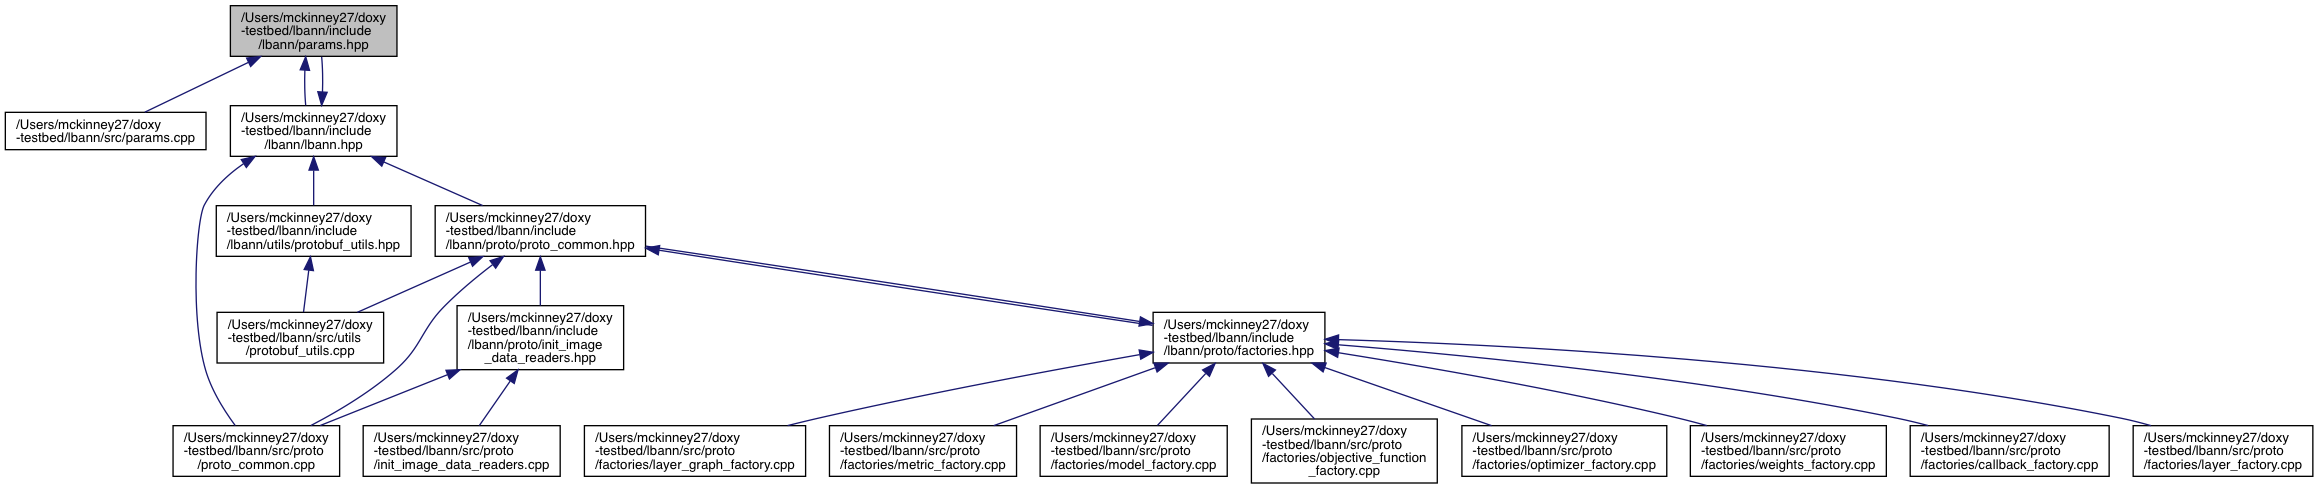 /Users/mckinney27/doxy
-testbed/lbann/include
/lbann/params.hpp
/Users/mckinney27/doxy
-testbed/lbann/src/params.cpp
/Users/mckinney27/doxy
-testbed/lbann/include
/lbann/lbann.hpp
/Users/mckinney27/doxy
-testbed/lbann/include
/lbann/utils/protobuf_utils.hpp
/Users/mckinney27/doxy
-testbed/lbann/include
/lbann/proto/proto_common.hpp
/Users/mckinney27/doxy
-testbed/lbann/src/utils
/protobuf_utils.cpp
/Users/mckinney27/doxy
-testbed/lbann/include
/lbann/proto/init_image
_data_readers.hpp
/Users/mckinney27/doxy
-testbed/lbann/include
/lbann/proto/factories.hpp
/Users/mckinney27/doxy
-testbed/lbann/src/proto
/proto_common.cpp
/Users/mckinney27/doxy
-testbed/lbann/src/proto
/init_image_data_readers.cpp
/Users/mckinney27/doxy
-testbed/lbann/src/proto
/factories/layer_graph_factory.cpp
/Users/mckinney27/doxy
-testbed/lbann/src/proto
/factories/metric_factory.cpp
/Users/mckinney27/doxy
-testbed/lbann/src/proto
/factories/model_factory.cpp
/Users/mckinney27/doxy
-testbed/lbann/src/proto
/factories/objective_function
_factory.cpp
/Users/mckinney27/doxy
-testbed/lbann/src/proto
/factories/optimizer_factory.cpp
/Users/mckinney27/doxy
-testbed/lbann/src/proto
/factories/weights_factory.cpp
/Users/mckinney27/doxy
-testbed/lbann/src/proto
/factories/callback_factory.cpp
/Users/mckinney27/doxy
-testbed/lbann/src/proto
/factories/layer_factory.cpp